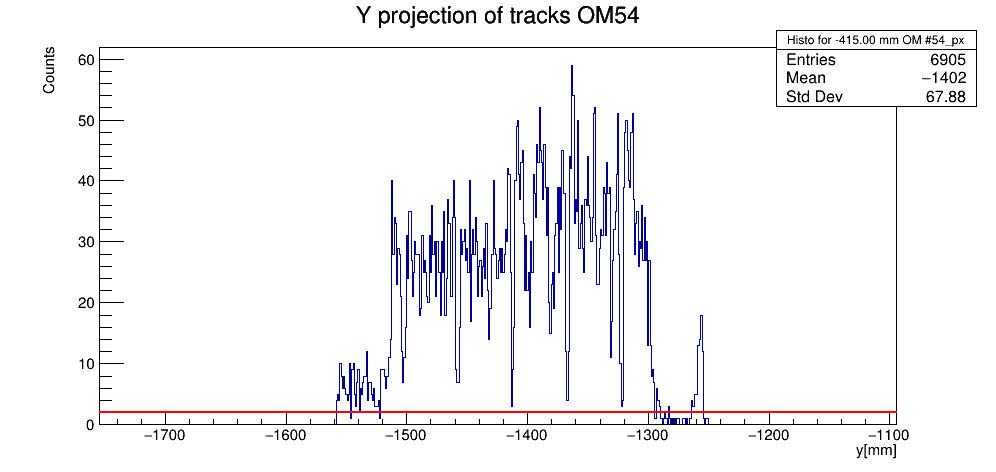 Y projection of tracks OM54
Histo for -415.00 mm OM #54_px
Entries 6905
Mean −1402
Std Dev 67.88
Counts
60
50
40
30
20
10
0
−1700 −1600 −1500 −1400 −1300 −1200 −1100
y[mm]